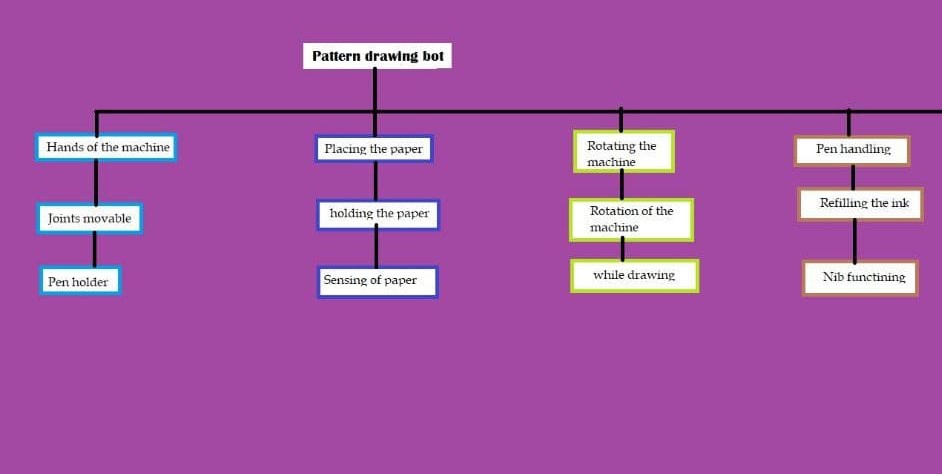 Pattern drawing bot
Hands of the machine
Joints movable
Pen holder
Placing the paper
holding the paper
Sensing of paper
Rotating the
machine
Rotation of the
machine
while drawing
Pen handling
Refilling the ink
Nib functining